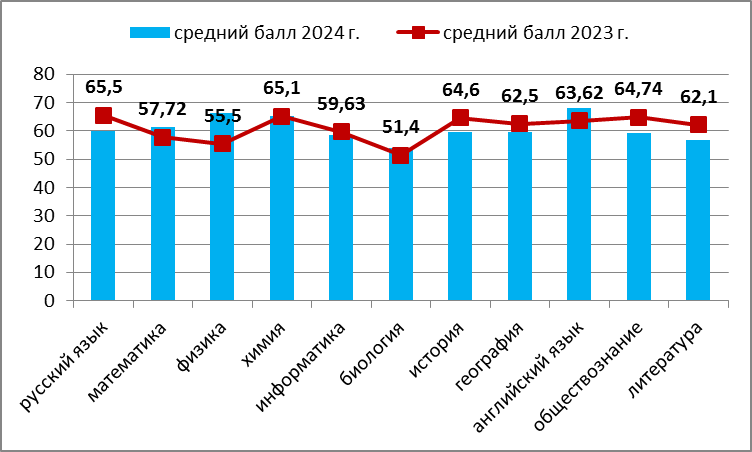 средний балл 2024 г. средний балл 2023 г.
80
70
60
50
40
30
20
10
0
65,5
57,72
55,5
65,1
59,63
51,4
64,6
62,5
63,62
64,74
62,1
русский язык
математика
физика
химия
информатика
биология
история
география
английский язык
обществознание
литература